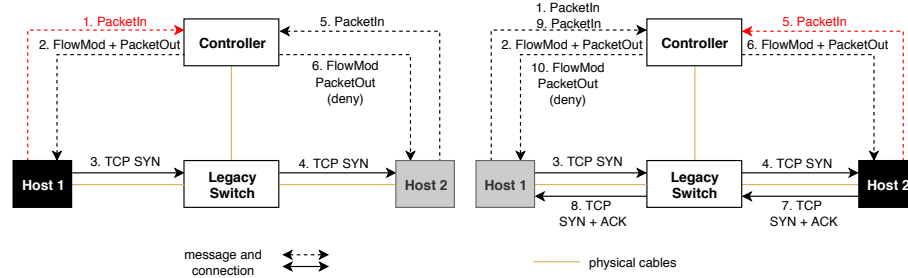 1. PacketIn
5. PacketIn
2. FlowMod + PacketOut
Controller
6. FlowMod
PacketOut
(deny)
3. TCP SYN
4. TCP SYN
Host 1
Legacy
Switch
Host 2
1. PacketIn
9. PacketIn
5. PacketIn
2. FlowMod + PacketOut
Controller
6. FlowMod + PacketOut
10. FlowMod
PacketOut
(deny)
3. TCP SYN
4. TCP SYN
Host 1
Legacy
Switch
Host 2
8. TCP
SYN + ACK
7. TCP
SYN + ACK
message and
connection
physical cables